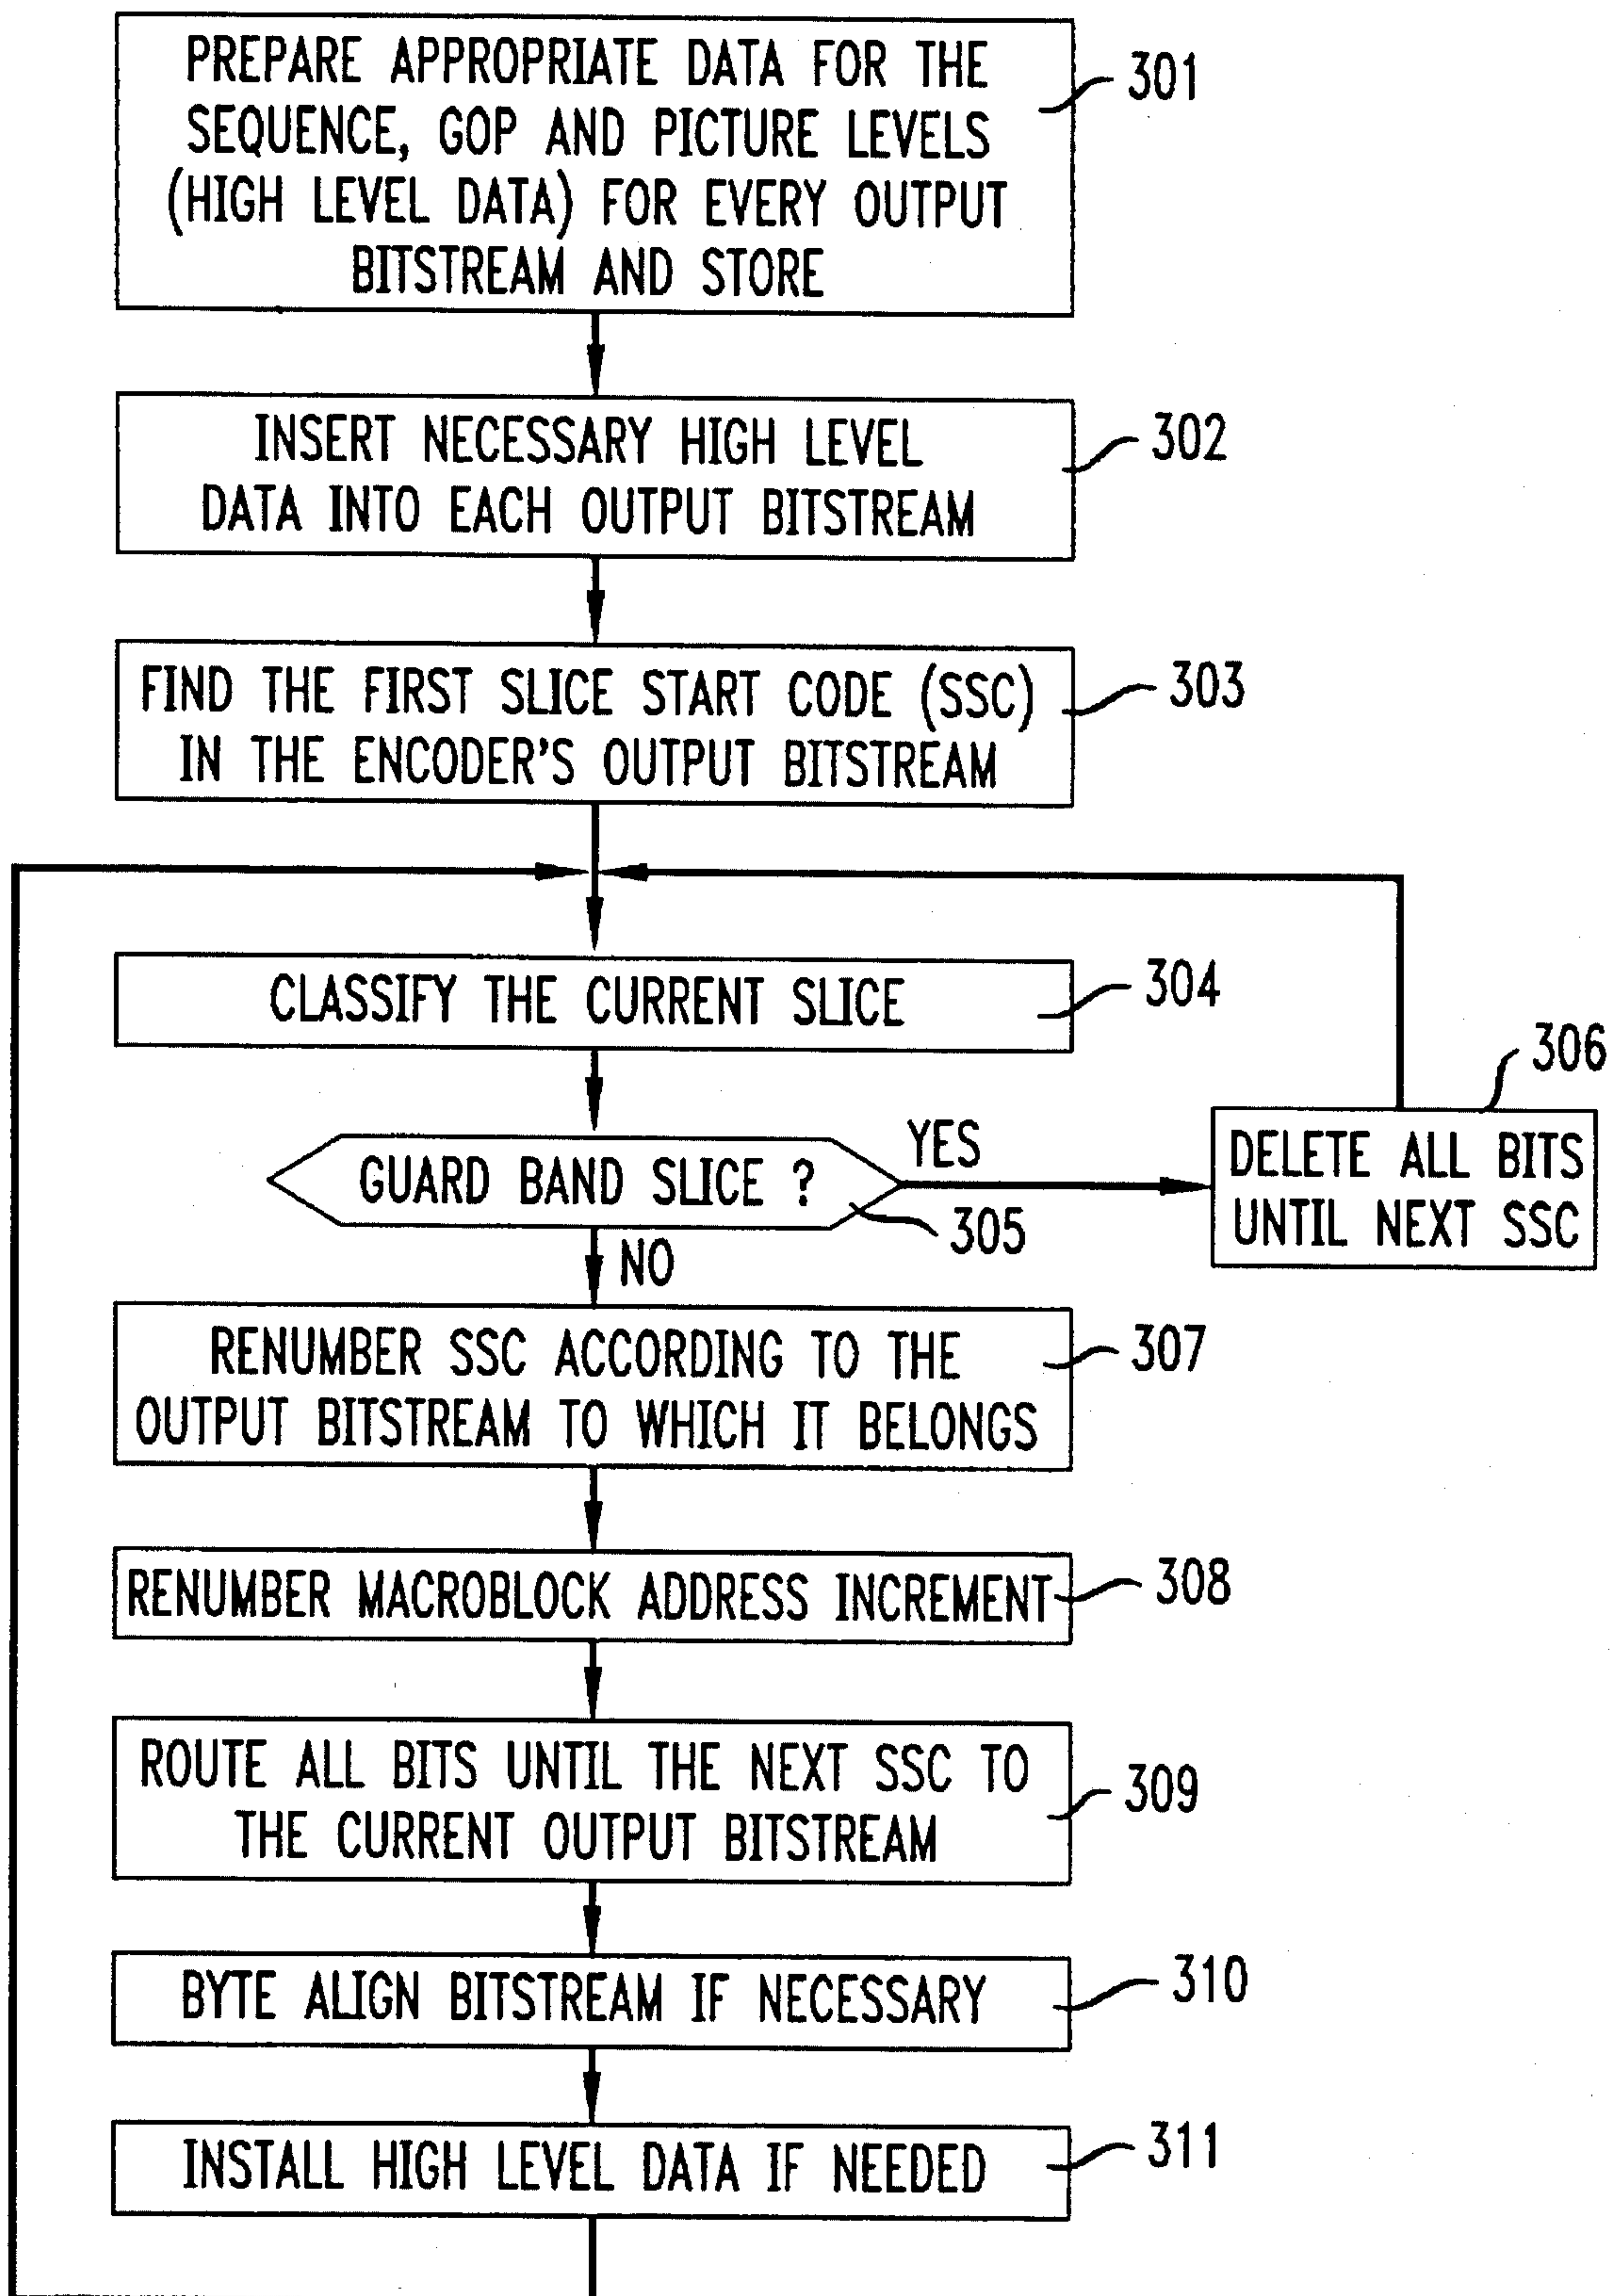 PREPARE APPROPRIATE DATA FOR THE
SEQUENCE, GOP AND PICTURE LEVELS
(HIGH LEVEL DATA) FOR EVERY OUTPUT
BITSTREAM AND STORE
301
INSERT NECESSARY HIGH LEVEL
DATA INTO EACH OUTPUT BITSTREAM
302
FIND THE FIRST SLICE START CODE (SSC)
IN THE ENCODER'S OUTPUT BITSTREAM
303
CLASSIFY THE CURRENT SLICE
304
GUARD BAND SLICE ?
305
YES
306
DELETE ALL BITS
UNTIL NEXT SSC
NO
RENUMBER SSC ACCORDING TO THE
OUTPUT BITSTREAM TO WHICH IT BELONGS
307
RENUMBER MACROBLOCK ADDRESS INCREMENT
308
ROUTE ALL BITS UNTIL THE NEXT SSC TO
THE CURRENT OUTPUT BITSTREAM
309
BYTE ALIGN BITSTREAM IF NECESSARY
310
INSTALL HIGH LEVEL DATA IF NEEDED
311